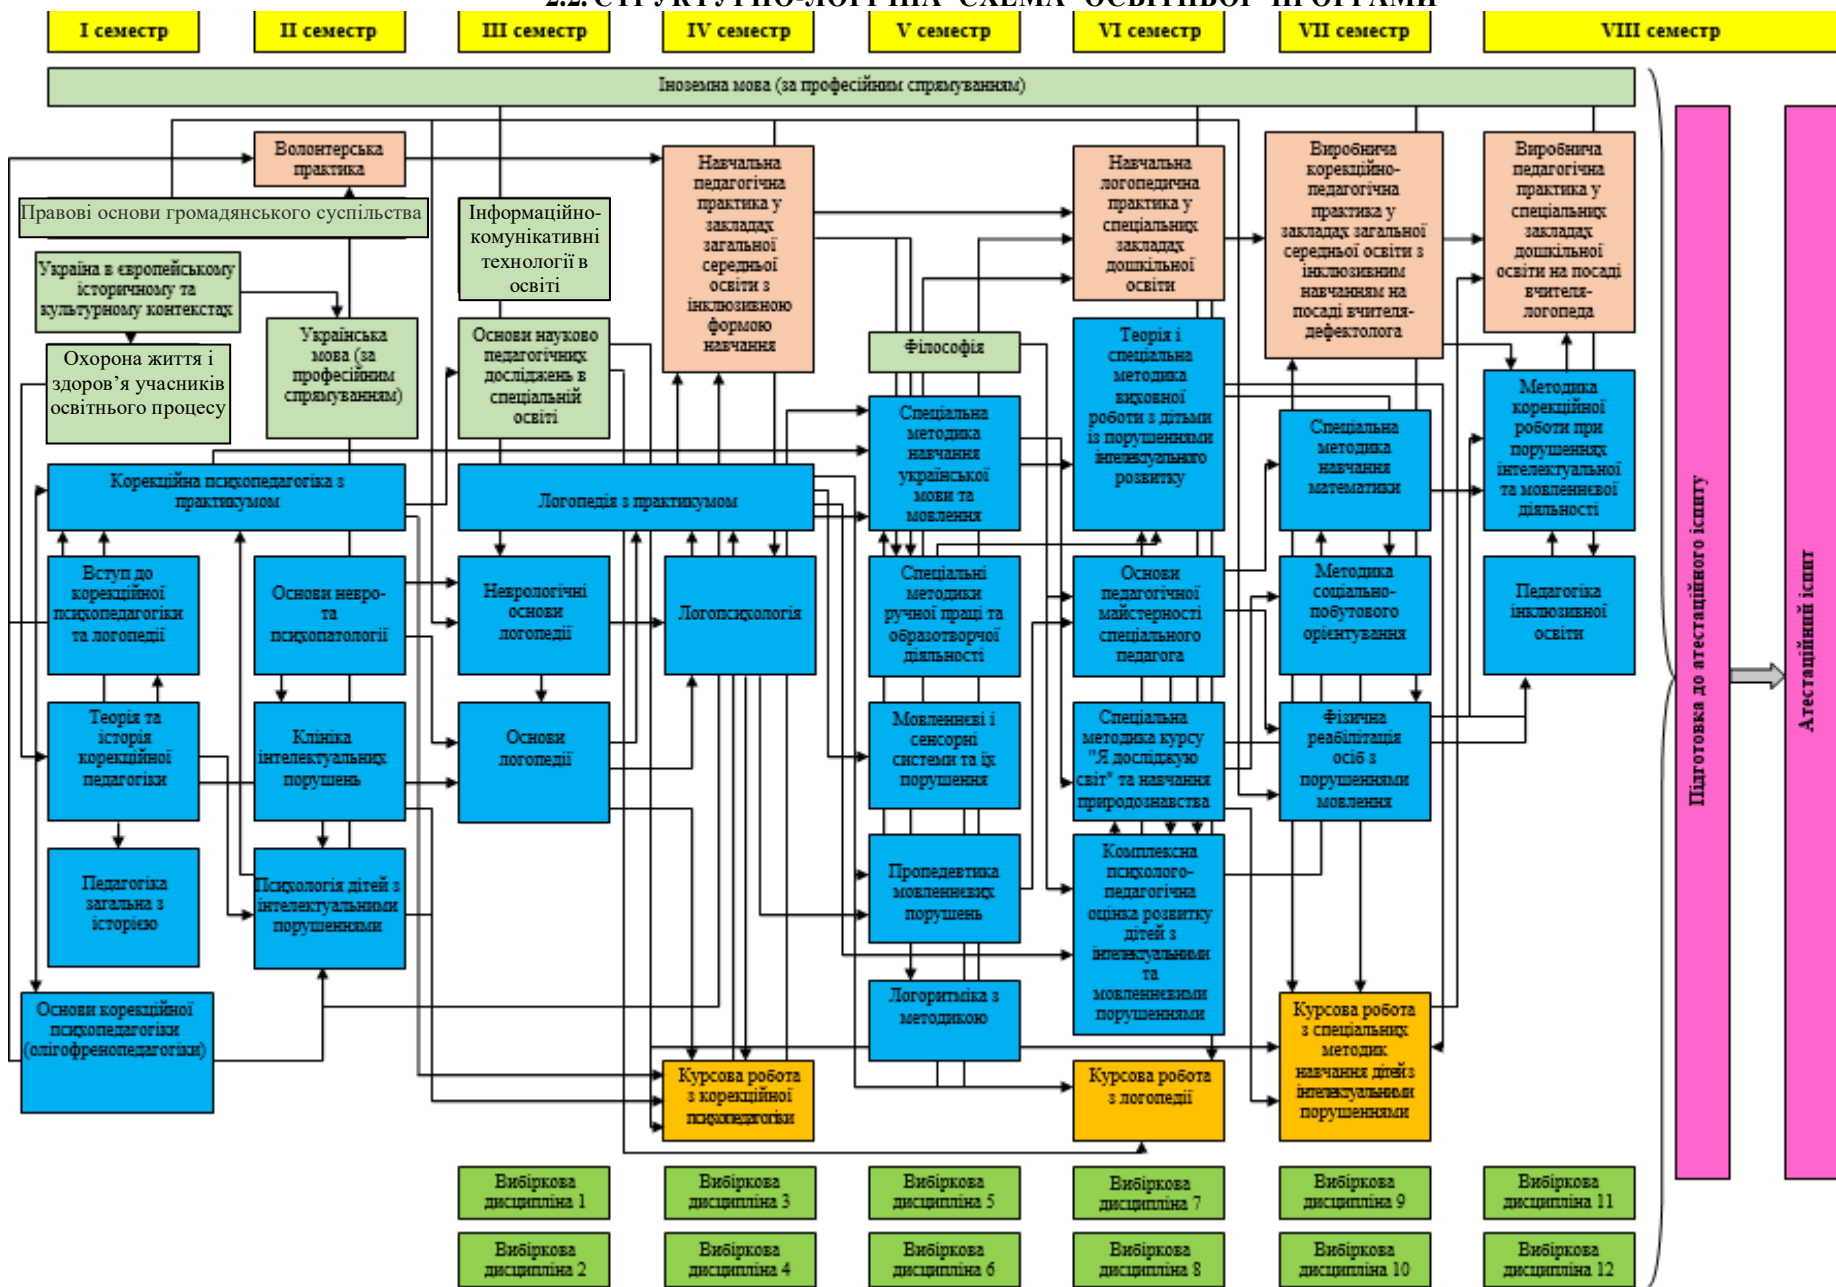 2.2. СТРУКТУРНО-ЛОГІЧНА СХЕМА ОСВІТНЬОЇ ПРОГРАМИ
I семестр
II семестр
III семестр
IV семестр
V семестр
VI семестр
VII семестр
VIII семестр
Іноземна мова (за професійним спрямуванням)
Волонтерська
практика
Правові основи громадянського суспільства
Україна в європейському
історичному та
культурному контекстах
Охорона життя і
здоров’я учасників
освітнього процесу
Українська
мова (за
професійним
спрямуванням)
Інформаційно-
комунікативні
технології в
освіті
Основи науково
педагогічних
досліджень в
спеціальній
освіті
Навчальна
педагогічна
практика у
закладах
загальної
середньої
освіти з
інклюзивною
формою
навчання
Філософія
Навчальна
логопедична
практика у
спеціальних
закладах
дошкільної
освіти
Виробнича
корекційно-
педагогічна
практика у
закладах загальної
середньої освіти з
інклюзивним
навчанням на
посаді вчителя-
дефектолога
Виробнича
педагогічна
практика у
спеціальних
закладах
дошкільної
освіти на посаді
вчителя-
логопеда
Корекційна психопедагогіка з
практикумом
Логопедія з практикумом
Спеціальна
методика
навчання
української
мови та
мовлення
Теорія і
спеціальна
методика
виховної
роботи з дітьми
із порушеннями
інтелектуального
розвитку
Спеціальна
методика
навчання
математики
Методика
корекційної
роботи при
порушеннях
інтелектуальної
та мовленнєвої
діяльності
Вступ до
корекційної
психопедагогіки
та логопедії
Основи невро-
та
психопатології
Неврологічні
основи
логопедії
Логопсихологія
Спеціальні
методики
ручної праці та
образотворчої
діяльності
Основи
педагогічної
майстерності
спеціального
педагога
Методика
соціально-
побутового
орієнтування
Педагогіка
інклюзивної
освіти
Теорія та
історія
корекційної
педагогіки
Клініка
інтелектуальних
порушень
Основи
логопедії
Мовленнєві і
сенсорні
системи та їх
порушення
Спеціальна
методика курсу
"Я досліджую
світ" та навчання
природознавства
Фізична
реабілітація
осіб з
порушеннями
мовлення
Педагогіка
загальна з
історією
Психологія дітей з
інтелектуальними
порушеннями
Пропедевтика
мовленнєвих
порушень
Комплексна
психолого-
педагогічна
оцінка розвитку
дітей з
інтелектуальними
та
мовленнєвими
порушеннями
Основи корекційної
психопедагогіки
(олігофренопедагогіки)
Логоритміка з
методикою
Курсова робота
з корекційної
психопедагогіки
Курсова робота
з логопедії
Курсова робота
з спеціальних
методик
навчання дітей з
інтелектуальними
порушеннями
Підготовка до атестаційного іспиту
Атестаційний іспит
Вибіркова
дисципліна 1
Вибіркова
дисципліна 3
Вибіркова
дисципліна 5
Вибіркова
дисципліна 7
Вибіркова
дисципліна 9
Вибіркова
дисципліна 11
Вибіркова
дисципліна 2
Вибіркова
дисципліна 4
Вибіркова
дисципліна 6
Вибіркова
дисципліна 8
Вибіркова
дисципліна 10
Вибіркова
дисципліна 12